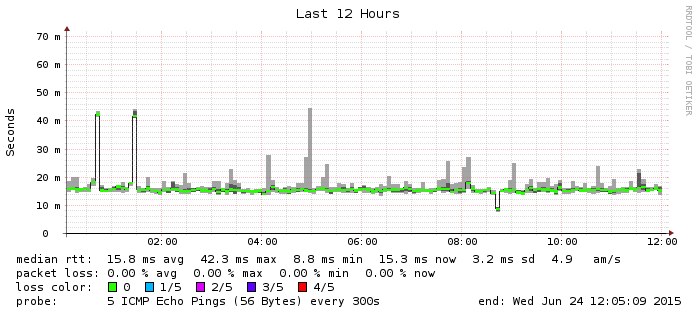 Last 12 Hours
RRDTOOL / TOBI OETIKER
Seconds
70 m
60 m
50 m
40 m
30 m
20 m
10 m
0
02:00 04:00 06:00 08:00 10:00 12:00
median rtt: 15.8 ms avg 42.3 ms max 8.8 ms min 15.3 ms now 3.2 ms sd 4.9 am/s
packet loss: 0.00 % avg 0.00 % max 0.00 % min 0.00 % now
loss color: 0 1/5 2/5 3/5 4/5
probe: 5 ICMP Echo Pings (56 Bytes) every 300s end: Wed Jun 24 12:05:09 2015